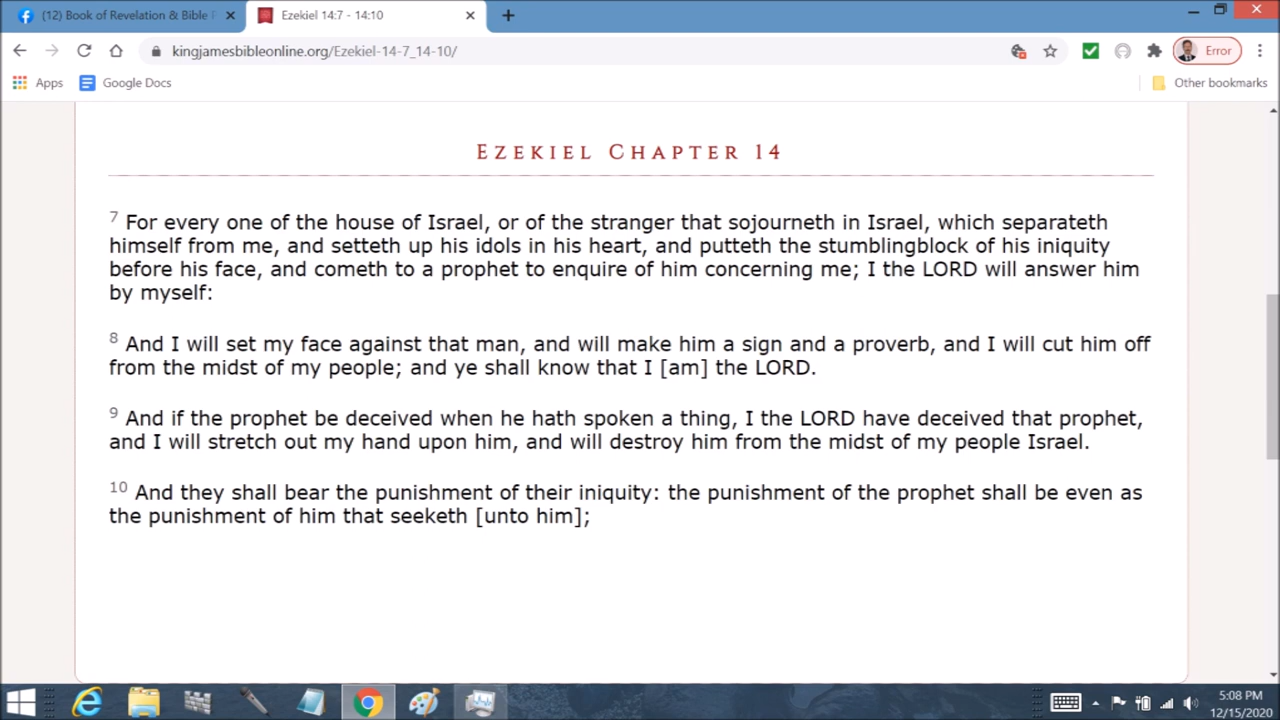 (12) Book of Revelation & Bible
Ezekiel 14:7 - 14:10
kingjamesbibleonline.org/Ezekiel-14-7_14-10/
Error
Apps
Google Docs
Other bookmarks
Ezekiel Chapter 14
7 For every one of the house of Israel, or of the stranger that sojourneth in Israel, which separateth
himself from me, and setteth up his idols in his heart, and putteth the stumblingblock of his iniquity
before his face, and cometh to a prophet to enquire of him concerning me; I the LORD will answer him
by myself:
8 And I will set my face against that man, and will make him a sign and a proverb, and I will cut him off
from the midst of my people; and ye shall know that I [am] the LORD.
9 And if the prophet be deceived when he hath spoken a thing, I the LORD have deceived that prophet,
and I will stretch out my hand upon him, and will destroy him from the midst of my people Israel.
10 And they shall bear the punishment of their iniquity: the punishment of the prophet shall be even as
the punishment of him that seeketh [unto him];
5:08 PM
12/15/2020